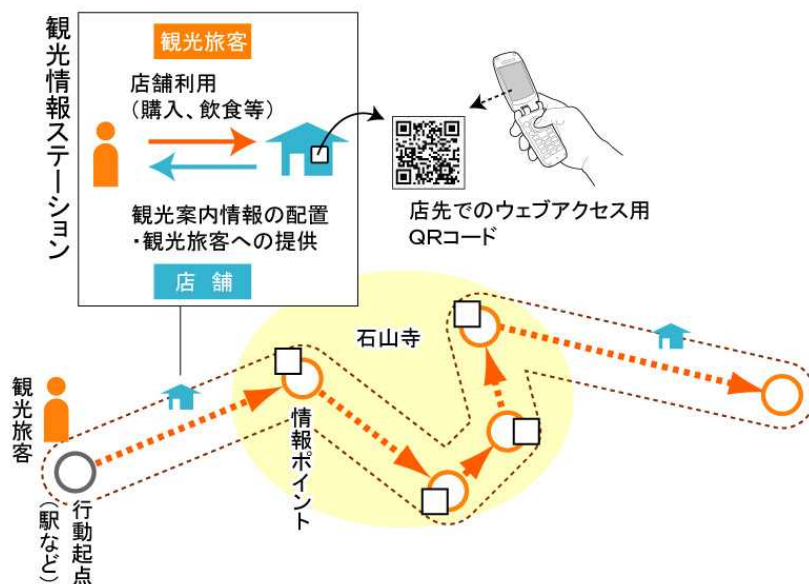 観光情報ステーション
観光旅客
店舗利用
（購入、飲食等）
観光案内情報の配置
・観光旅客への提供
店　舗
店先でのウェブアクセス用
QRコード
石山寺
観光旅客
情報ポイント
行動起点
（駅など）